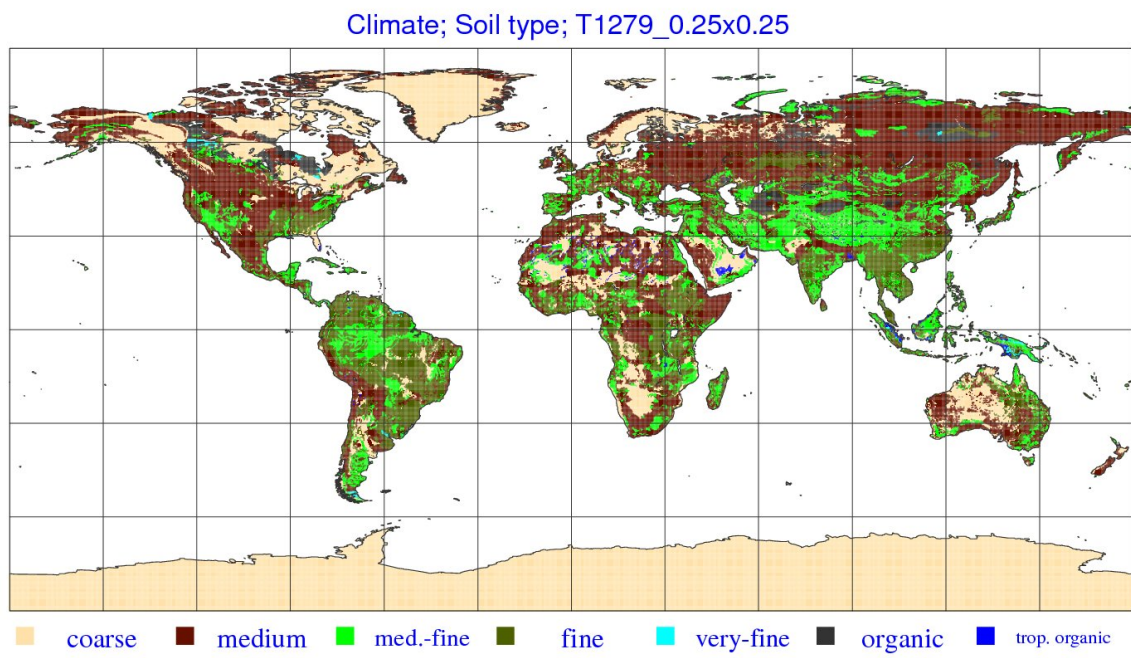 Climate; Soil type; T1279_0.25x0.25
coarse medium med.-fine fine very-fine organic trop. organic